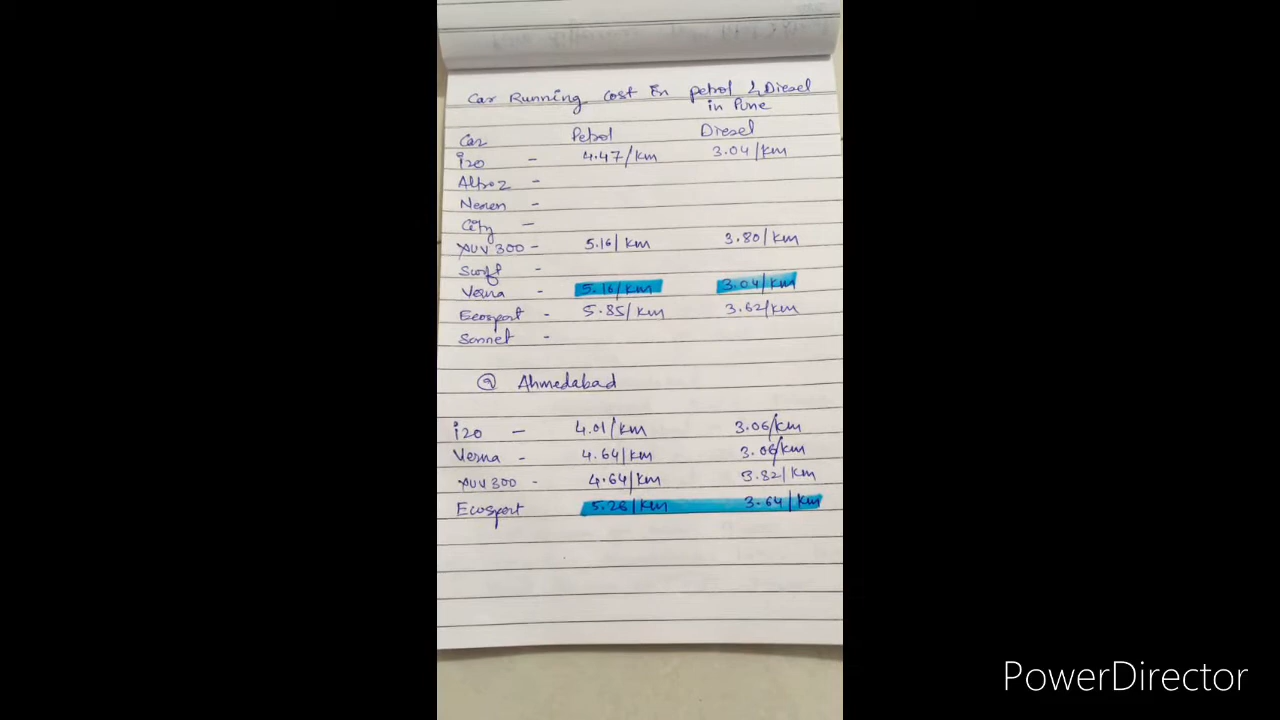 Car Running Cost in petrol & Diesel
in Pune
Car Petrol Diesel
i20 - 4.47/km 3.04/km
Altroz -
Nexon -
City -
XUV 300 - 5.16/km 3.80/km
Swift -
Verna - 5.16/km 3.04/km
Ecosport - 5.85/km 3.62/km
Sonnet -
@ Ahmedabad
i20 - 4.01/km 3.06/km
Verna - 4.64/km 3.06/km
XUV 300 - 4.64/km 3.82/km
Ecosport 5.26/km 3.64/km
PowerDirector